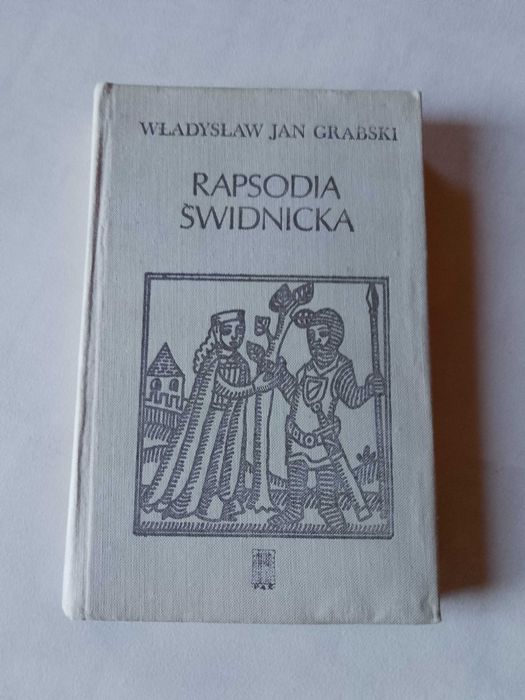 WŁADYSŁAW JAN GRABSKI
RAPSODIA
ŚWIDNICKA
PAX